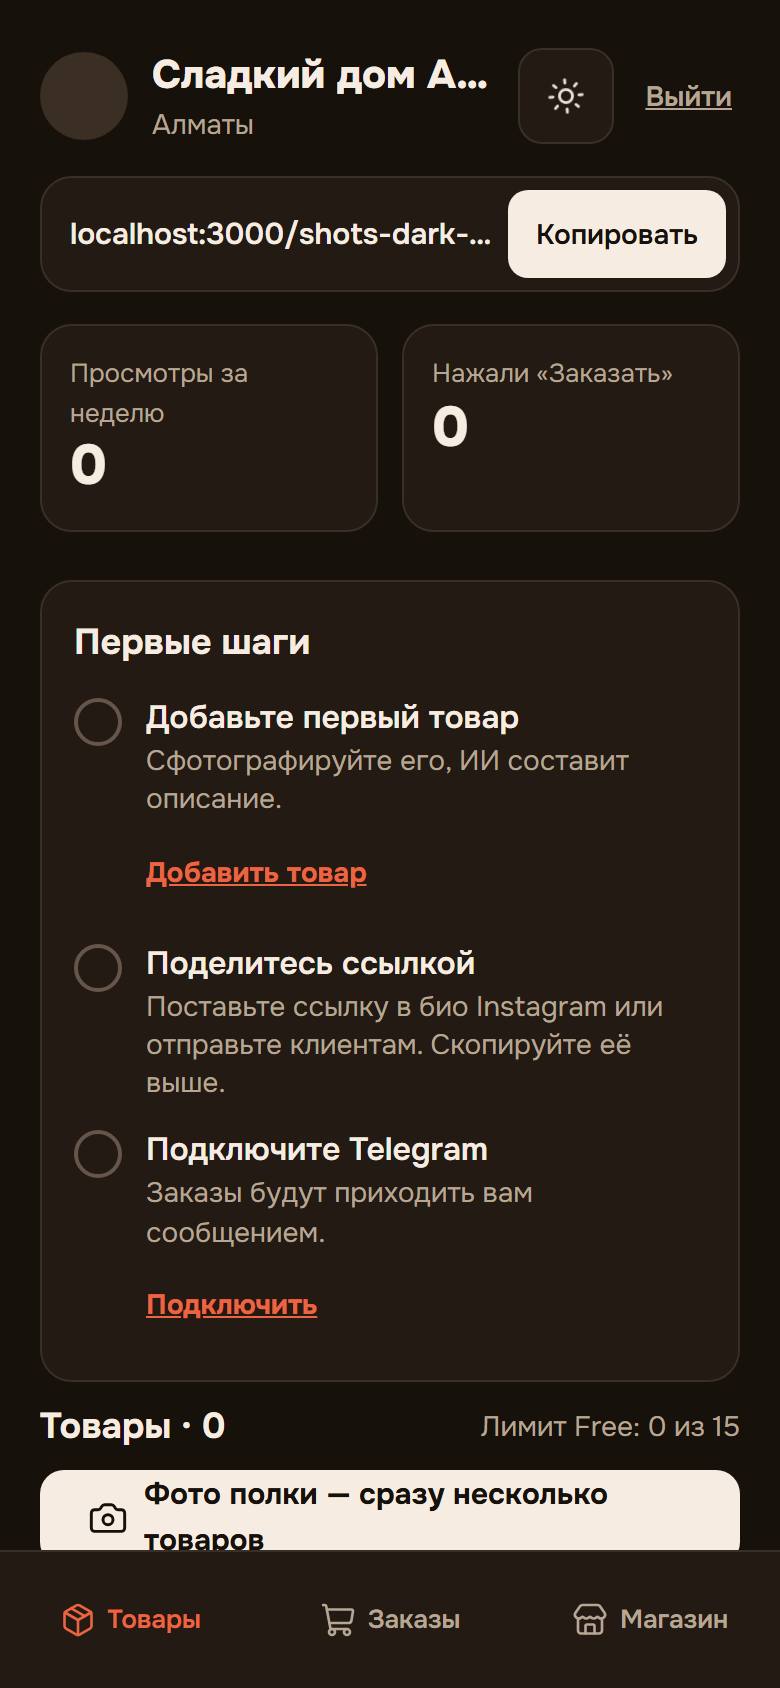 Сладкий дом А...
Алматы
Выйти
localhost:3000/shots-dark-...
Копировать
Просмотры за
неделю
0
Нажали «Заказать»
0
Первые шаги
Добавьте первый товар
Сфотографируйте его, ИИ составит
описание.
Добавить товар
Поделитесь ссылкой
Поставьте ссылку в био Instagram или
отправьте клиентам. Скопируйте её
выше.
Подключите Telegram
Заказы будут приходить вам
сообщением.
Подключить
Товары · 0
Лимит Free: 0 из 15
Фото полки — сразу несколько
товаров
Товары
Заказы
Магазин